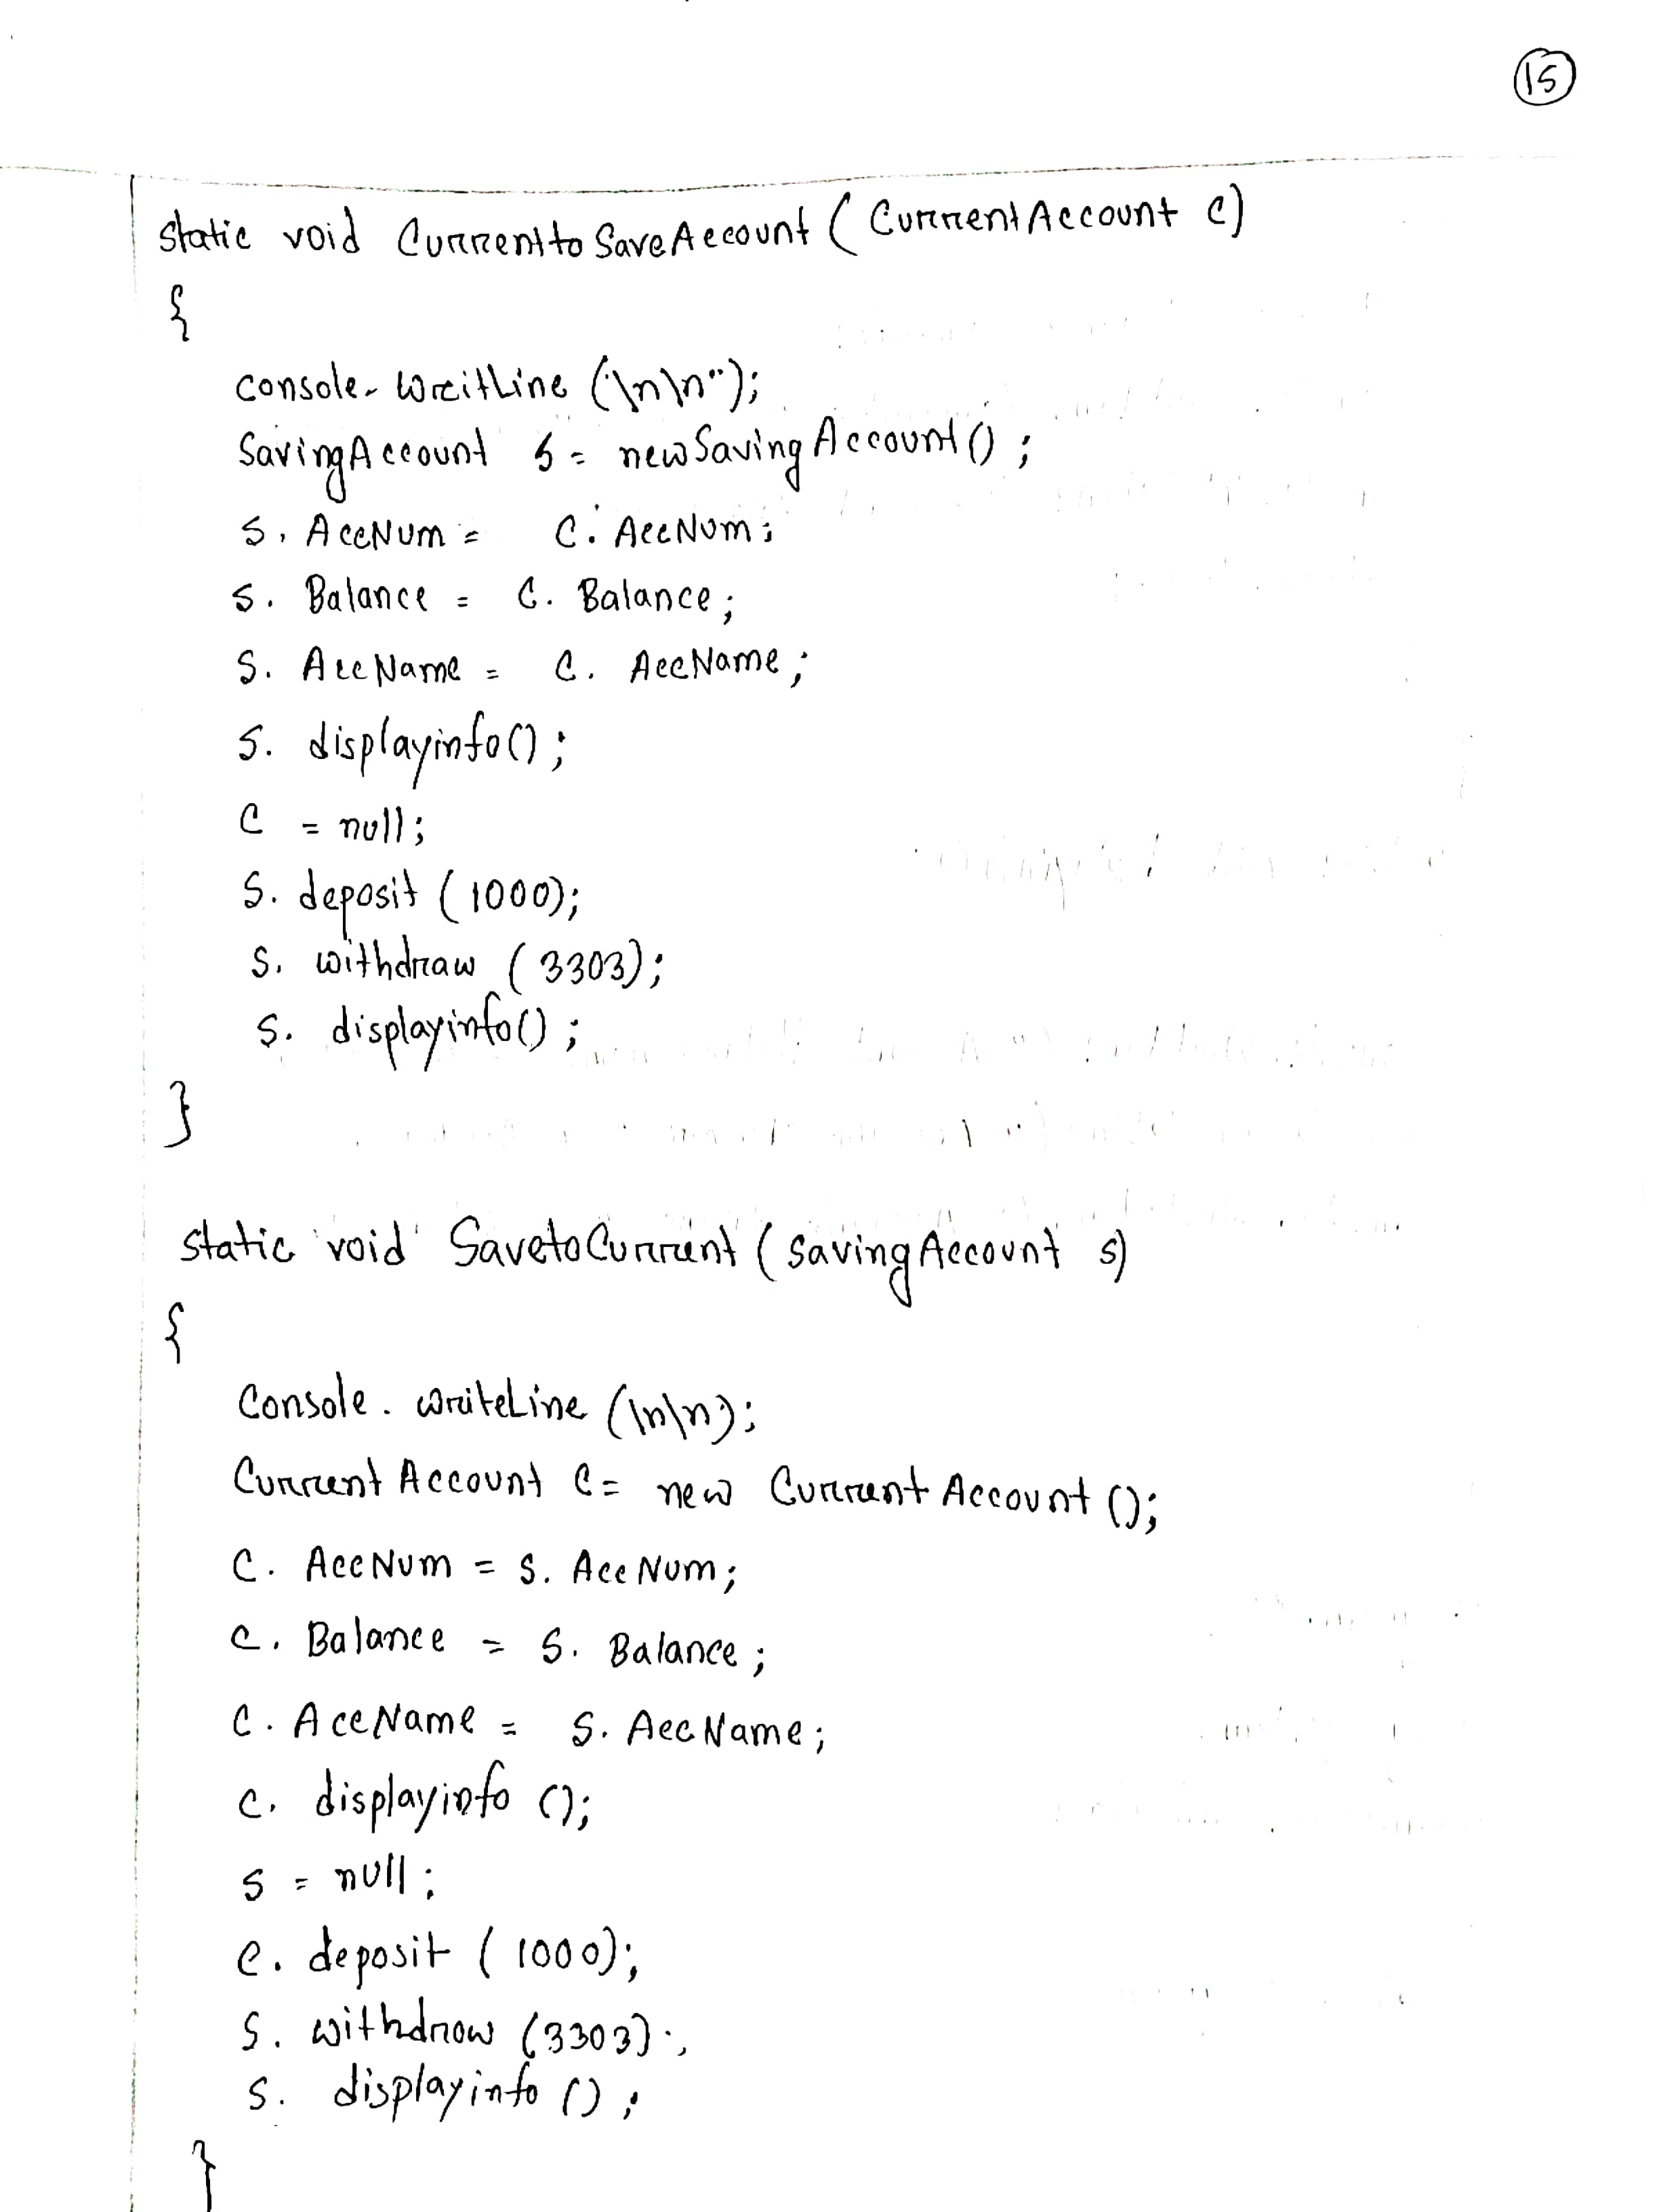 15
static void CurrenttoSaveAccount ( CurrentAccount C)
{
console. WreitLine (\n\n");
SavingAccount S = newSavingAccount() ;
S. AccNum = C. AccNum;
S. Balance = C. Balance;
S. AccName = C. AccName;
S. displayinfo();
C = null;
S. deposit ( 1000);
S. withdraw ( 3303);
S. displayinfo();
}
static void SavetoCurrent ( savingAccount s)
{
Console. writeLine (\n\n);
Current Account C = new Current Account ();
C. AccNum = S. AccNum;
C. Balance = S. Balance;
C. AccName = S. AccName;
C. displayinfo ();
S = null;
C. deposit ( 1000);
S. withdrow (3303);
S. displayinfo ();
}